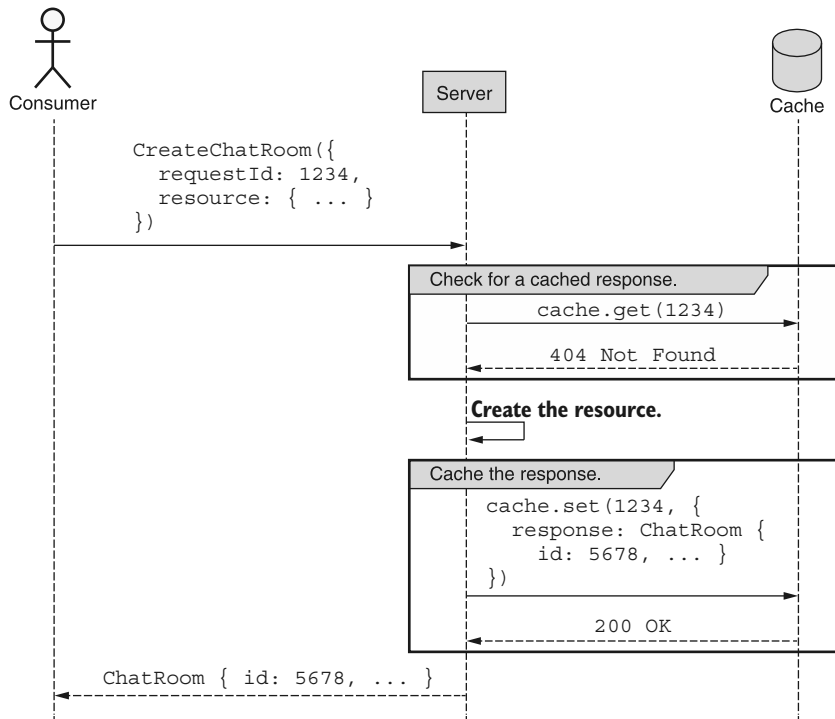 Consumer
Server
Cache
CreateChatRoom({
requestId: 1234,
resource: { ... }
})
Check for a cached response.
cache.get(1234)
404 Not Found
Create the resource.
Cache the response.
cache.set(1234, {
response: ChatRoom {
id: 5678, ... }
})
200 OK
ChatRoom { id: 5678, ... }